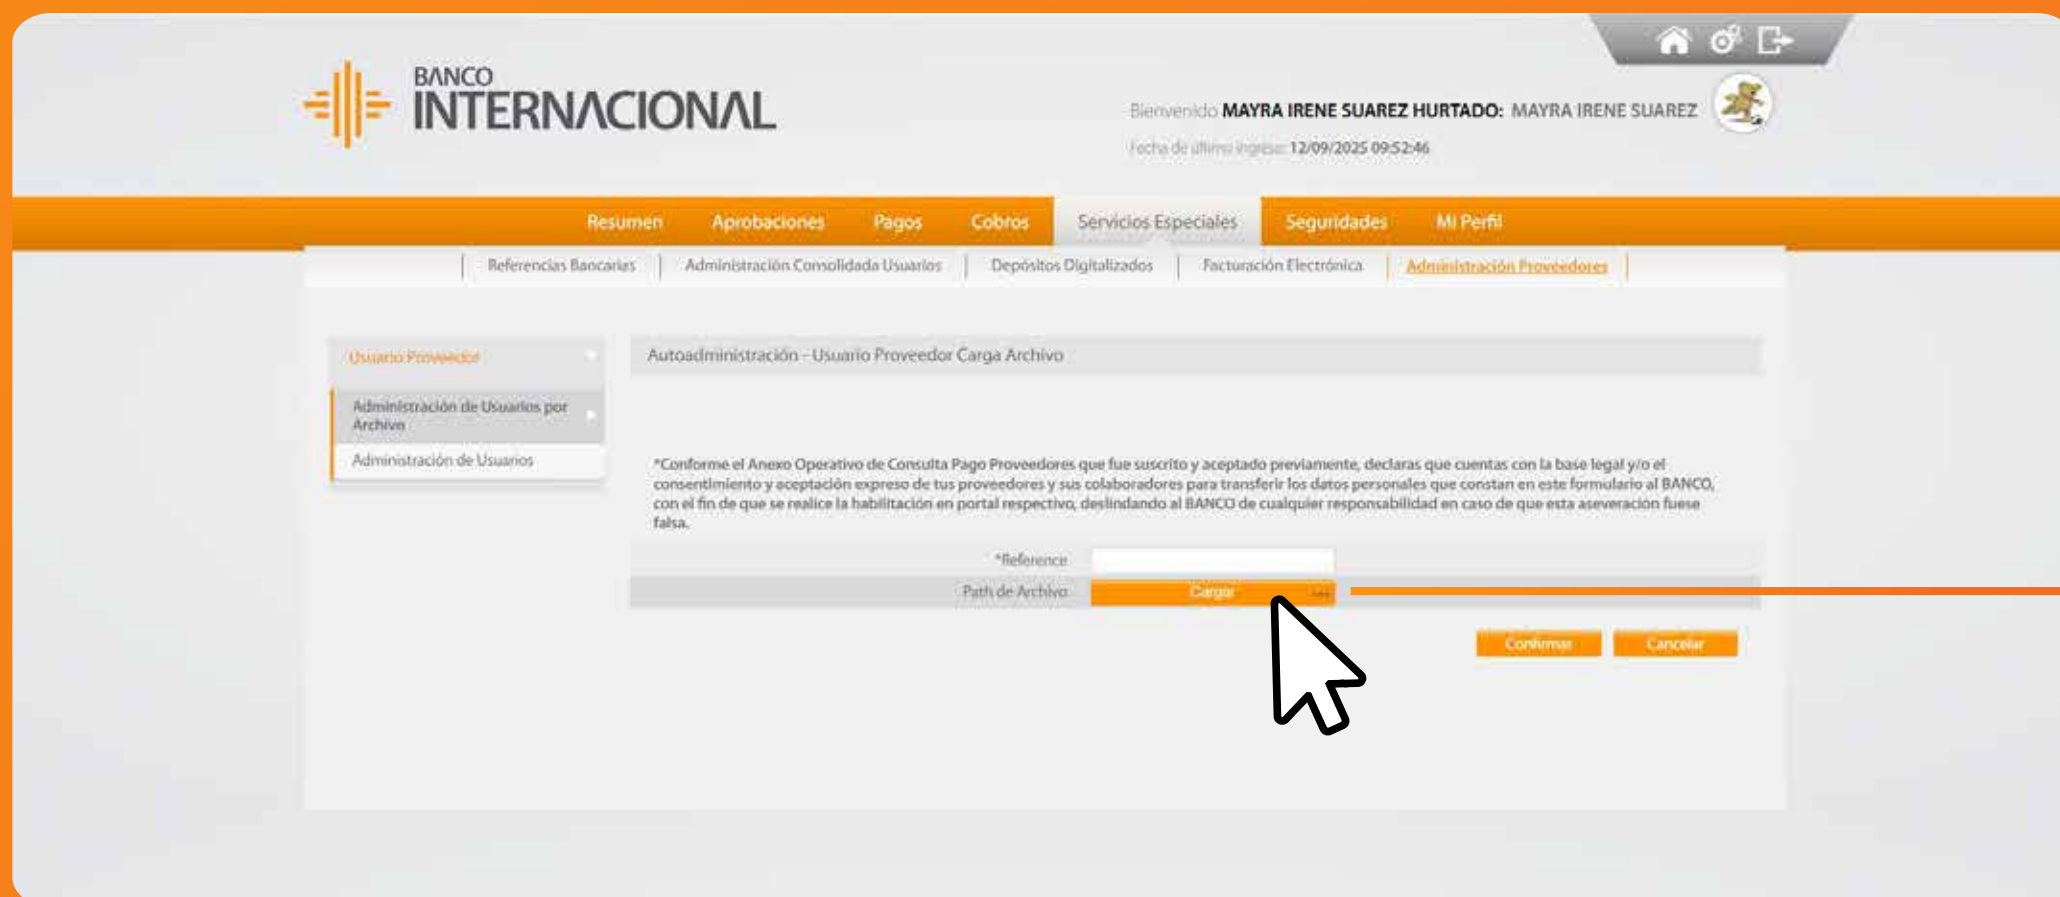 BANCO
INTERNACIONAL
Bienvenido MAYRA IRENE SUAREZ HURTADO: MAYRA IRENE SUAREZ
Fecha de último ingreso: 12/09/2025 09:52:46
Resumen Aprobaciones Pagos Cobros Servicios Especiales Seguridades Mi Perfil
Referencias Bancarias Administración Consolidada Usuarios Depósitos Digitalizados Facturación Electrónica Administración Proveedores
Usuario Proveedor
Administración de Usuarios por
Archivo
Administración de Usuarios
Autoadministración - Usuario Proveedor Carga Archivo
*Conforme el Anexo Operativo de Consulta Pago Proveedores que fue suscrito y aceptado previamente, declaras que cuentas con la base legal y/o el
consentimiento y aceptación expreso de tus proveedores y sus colaboradores para transferir los datos personales que constan en este formulario al BANCO,
con el fin de que se realice la habilitación en portal respectivo, deslindando al BANCO de cualquier responsabilidad en caso de que esta aseveración fuese
falsa.
*Reference
Path de Archivo Cargar ...
Confirmar Cancelar